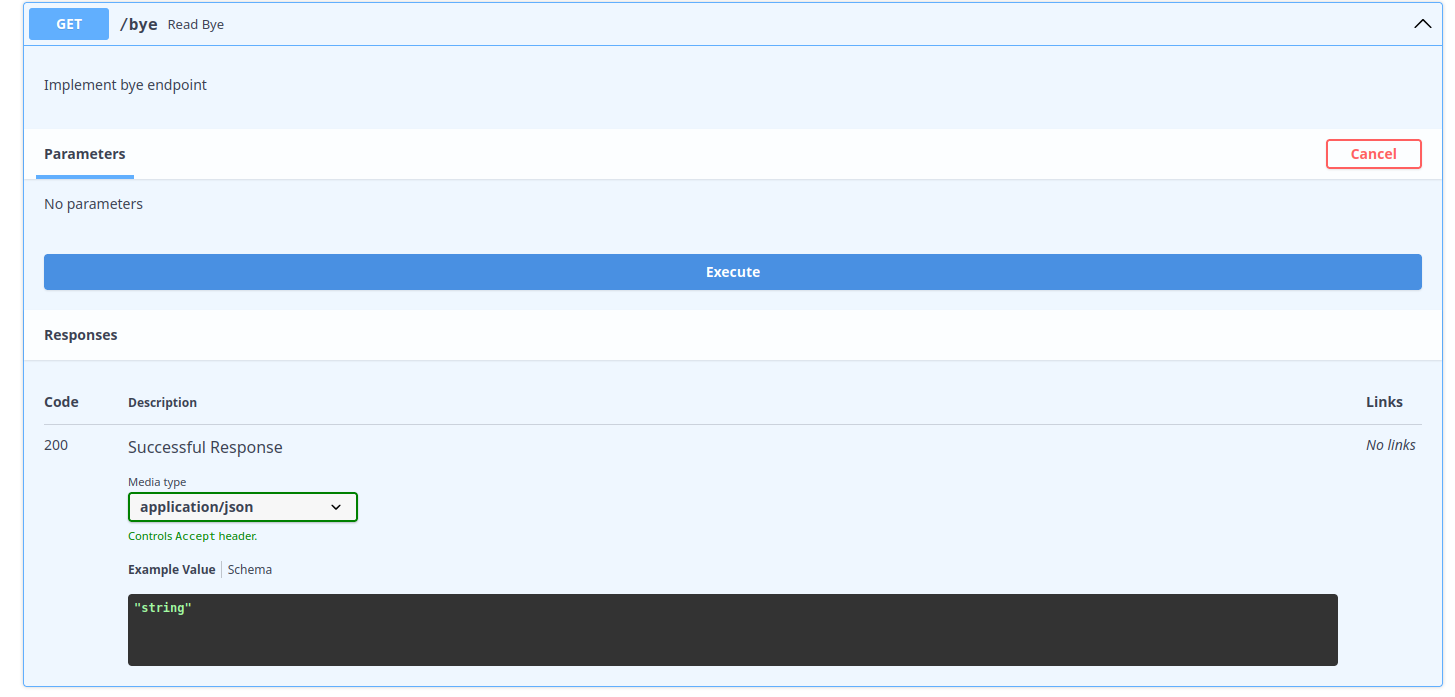 GET /bye Read Bye
Implement bye endpoint
Parameters Cancel
No parameters
Execute
Responses
Code Description Links
200 Successful Response No links
Media type
application/json
Controls Accept header.
Example Value Schema
"string"